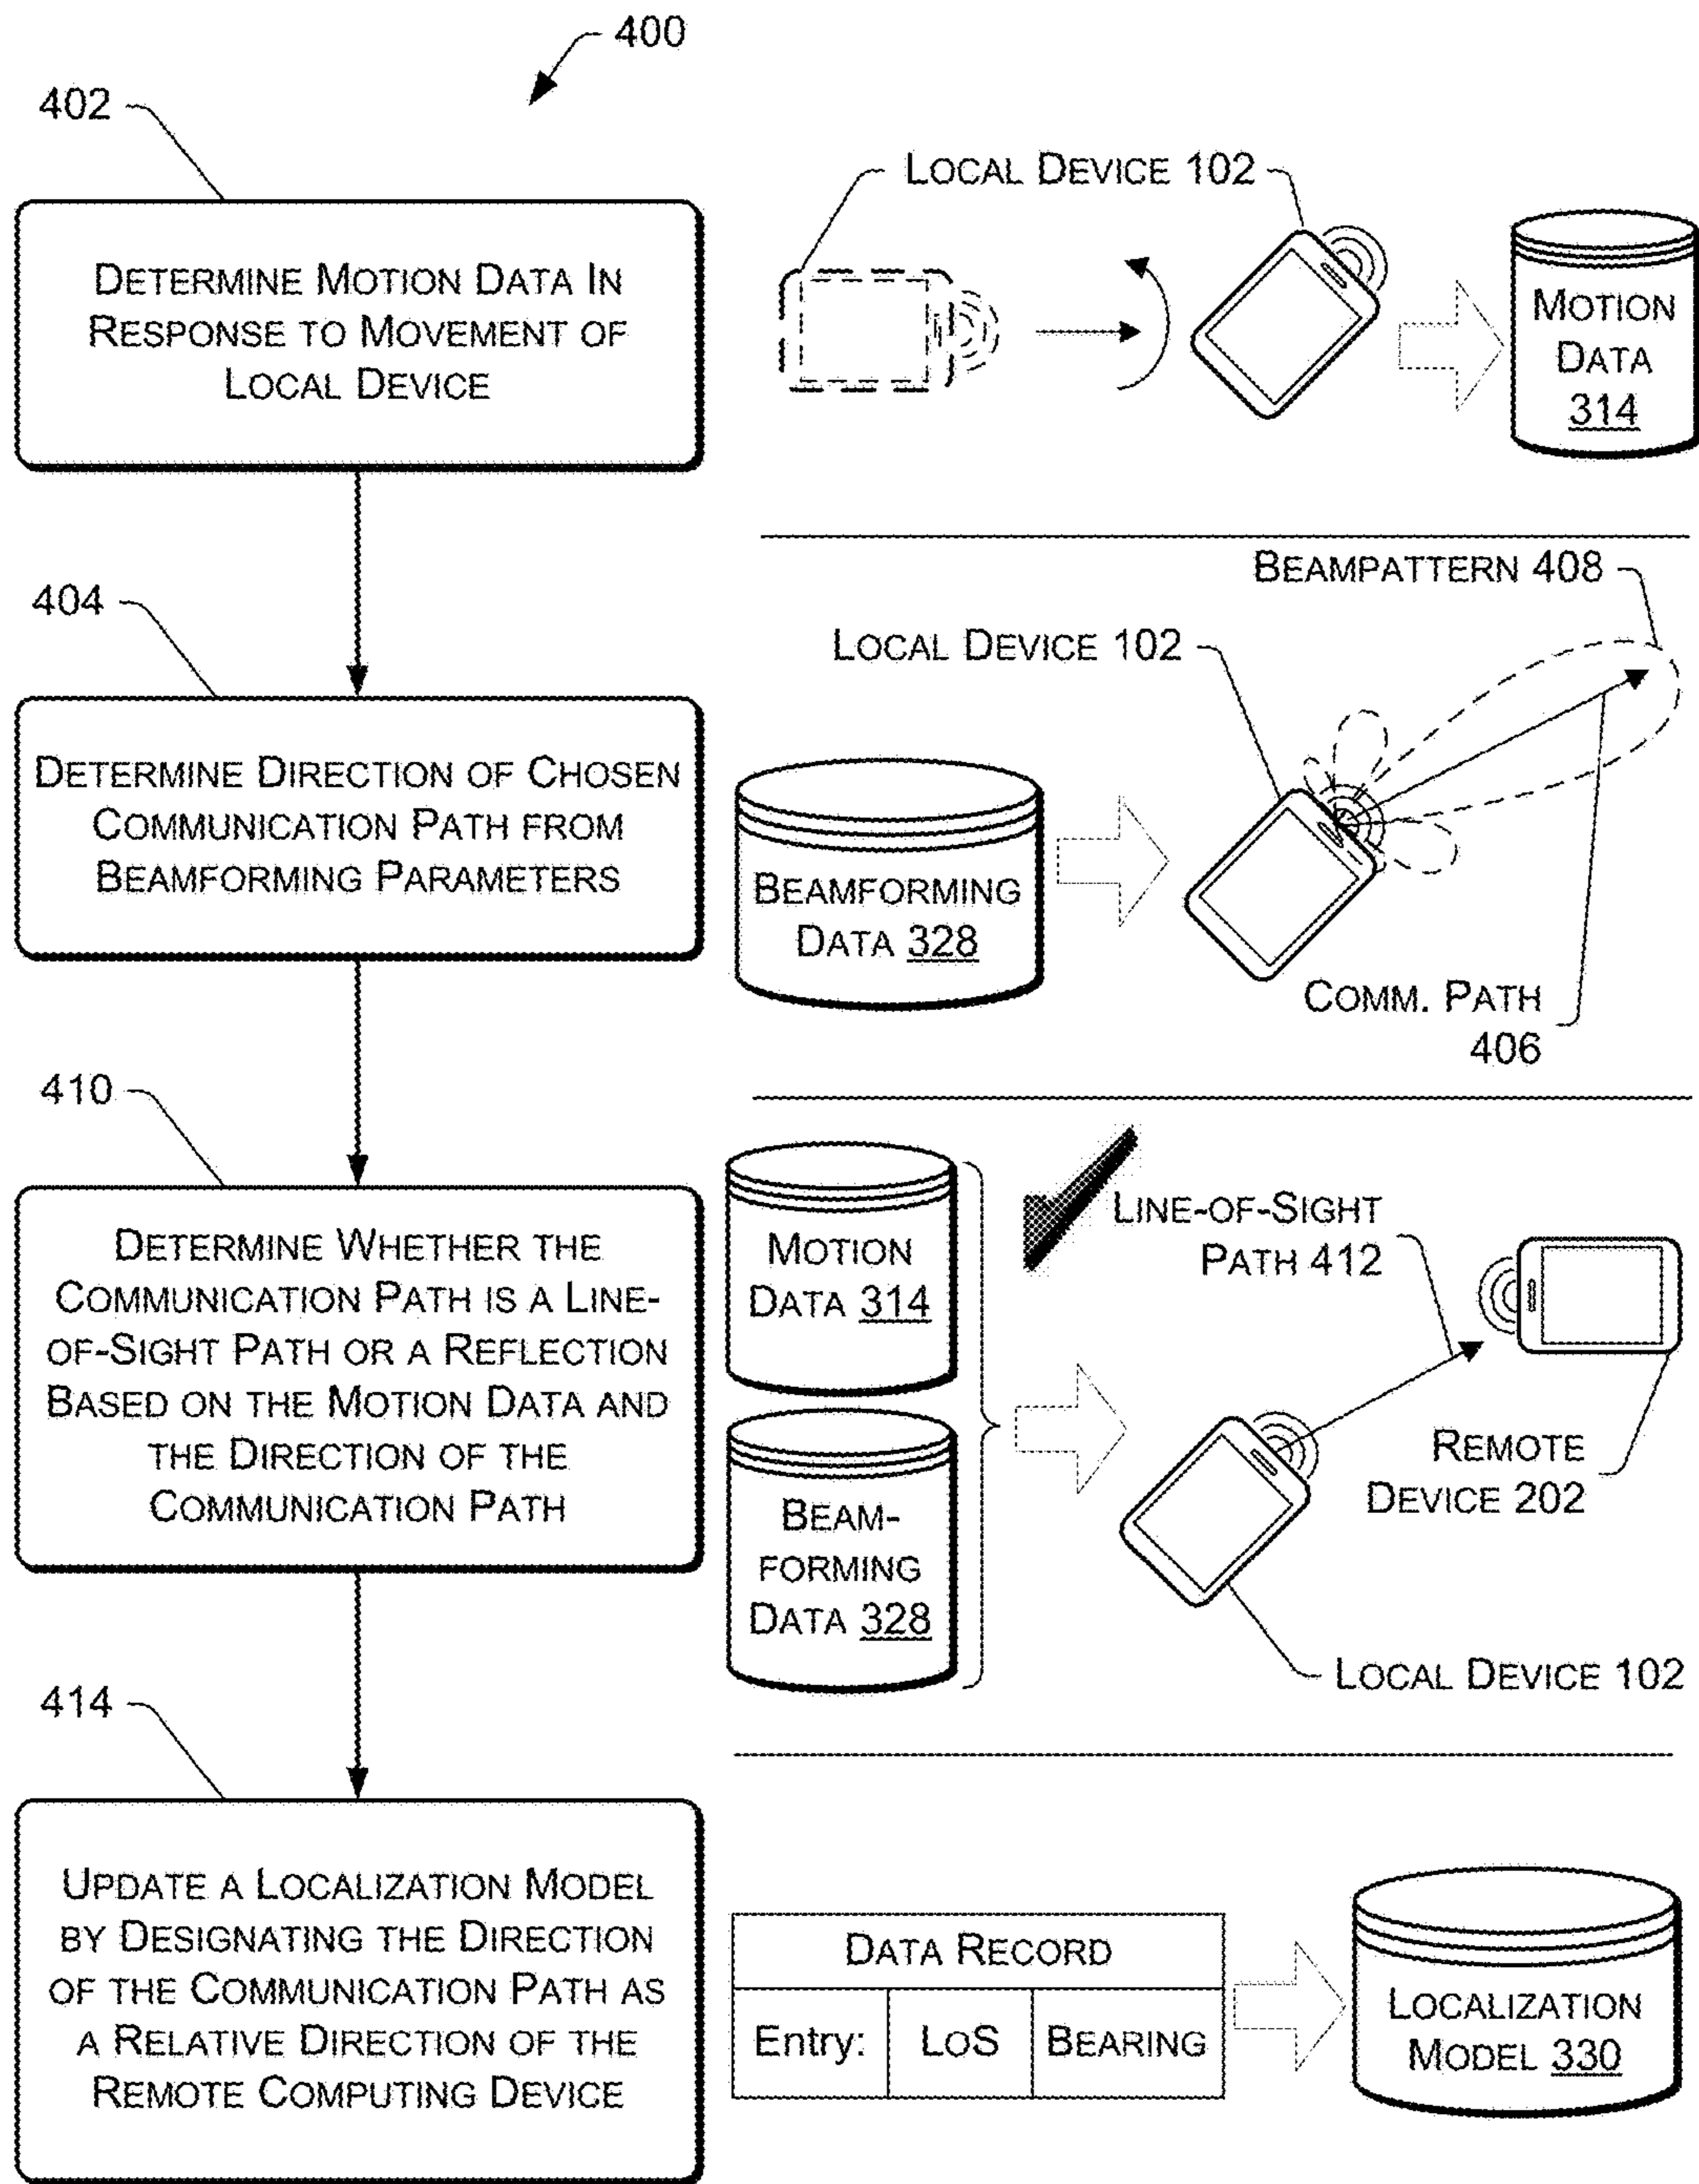 400
402
LOCAL DEVICE 102
DETERMINE MOTION DATA IN
RESPONSE TO MOVEMENT OF
LOCAL DEVICE
MOTION
DATA
314
404
BEAMPATTERN 408
LOCAL DEVICE 102
DETERMINE DIRECTION OF CHOSEN
COMMUNICATION PATH FROM
BEAMFORMING PARAMETERS
BEAMFORMING
DATA 328
COMM. PATH
406
410
DETERMINE WHETHER THE
COMMUNICATION PATH IS A LINE-
OF-SIGHT PATH OR A REFLECTION
BASED ON THE MOTION DATA AND
THE DIRECTION OF THE
COMMUNICATION PATH
MOTION
DATA 314
BEAM-
FORMING
DATA 328
LINE-OF-SIGHT
PATH 412
REMOTE
DEVICE 202
LOCAL DEVICE 102
414
UPDATE A LOCALIZATION MODEL
BY DESIGNATING THE DIRECTION
OF THE COMMUNICATION PATH AS
A RELATIVE DIRECTION OF THE
REMOTE COMPUTING DEVICE
DATA RECORD
Entry: LOS BEARING
LOCALIZATION
MODEL 330